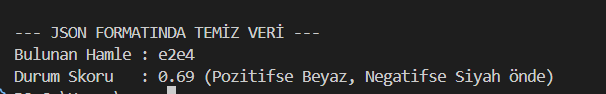 --- JSON FORMATINDA TEMİZ VERİ ---
Bulunan Hamle : e2e4
Durum Skoru   : 0.69 (Pozitifse Beyaz, Negatifse Siyah önde)